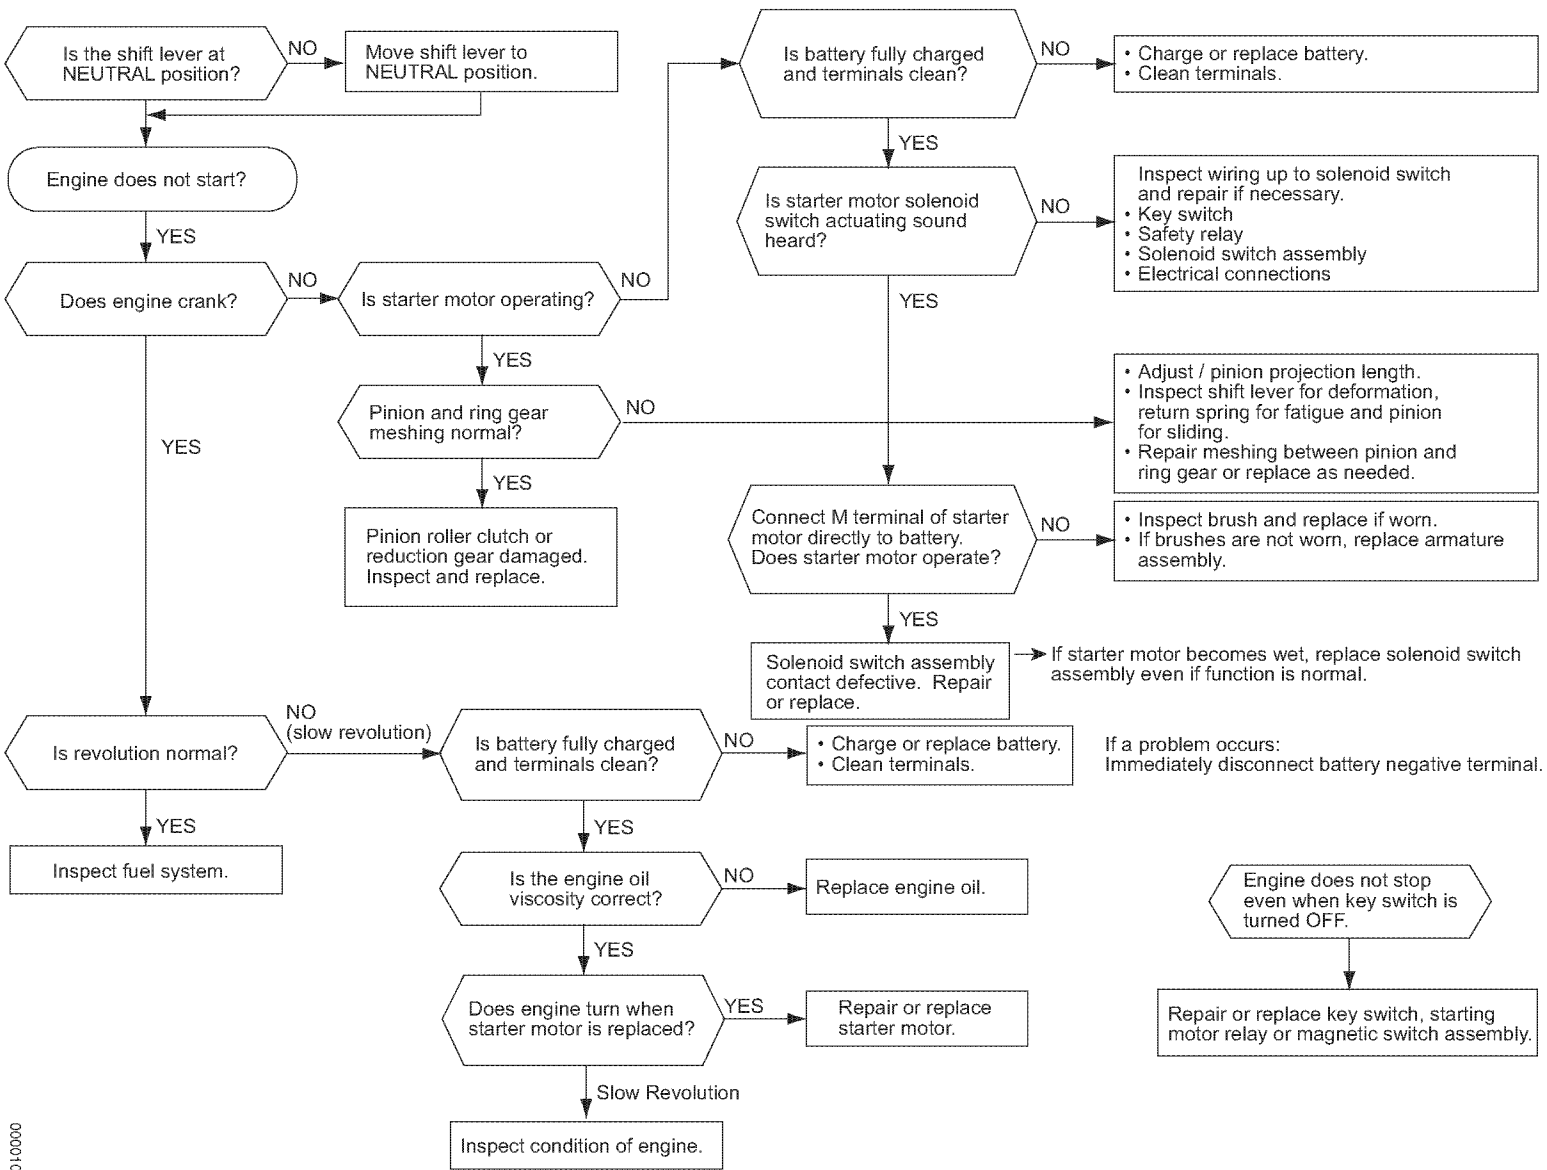 Is the shift lever at
NEUTRAL position?
NO
Move shift lever to
NEUTRAL position.
Engine does not start?
YES
Does engine crank?
NO
Is starter motor operating?
NO
YES
Pinion and ring gear
meshing normal?
NO
YES
Pinion roller clutch or
reduction gear damaged.
Inspect and replace.
YES
Is battery fully charged
and terminals clean?
NO
• Charge or replace battery.
• Clean terminals.
YES
Is starter motor solenoid
switch actuating sound
heard?
NO
Inspect wiring up to solenoid switch
and repair if necessary.
• Key switch
• Safety relay
• Solenoid switch assembly
• Electrical connections
YES
• Adjust / pinion projection length.
• Inspect shift lever for deformation,
return spring for fatigue and pinion
for sliding.
• Repair meshing between pinion and
ring gear or replace as needed.
Connect M terminal of starter
motor directly to battery.
Does starter motor operate?
NO
• Inspect brush and replace if worn.
• If brushes are not worn, replace armature
assembly.
YES
Solenoid switch assembly
contact defective. Repair
or replace.
If starter motor becomes wet, replace solenoid switch
assembly even if function is normal.
Is revolution normal?
NO
(slow revolution)
Is battery fully charged
and terminals clean?
NO
• Charge or replace battery.
• Clean terminals.
If a problem occurs:
Immediately disconnect battery negative terminal.
YES
Inspect fuel system.
YES
Is the engine oil
viscosity correct?
NO
Replace engine oil.
YES
Does engine turn when
starter motor is replaced?
YES
Repair or replace
starter motor.
Slow Revolution
Inspect condition of engine.
Engine does not stop
even when key switch is
turned OFF.
Repair or replace key switch, starting
motor relay or magnetic switch assembly.